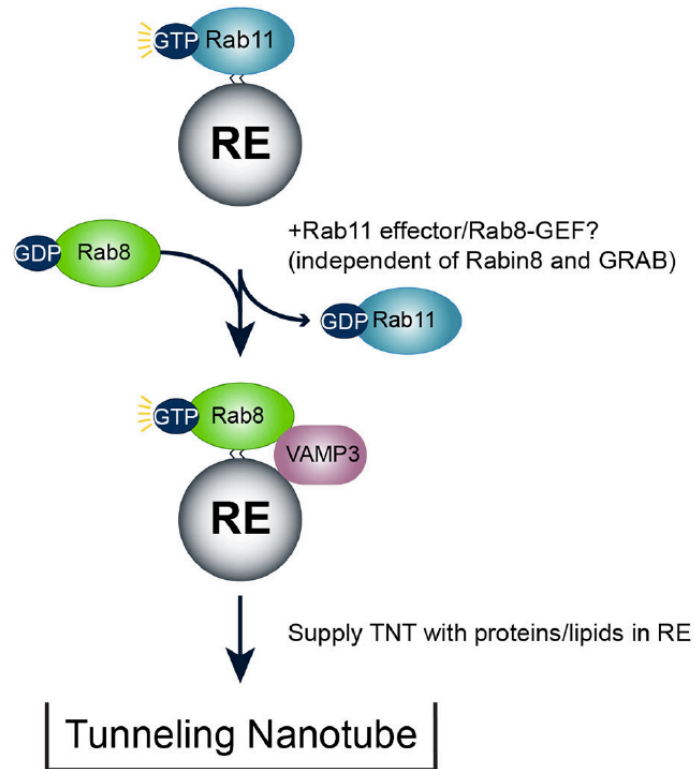 GTP Rab11
RE
+Rab11 effector/Rab8-GEF?
(independent of Rabin8 and GRAB)
GDP Rab8
GDP Rab11
GTP Rab8
VAMP3
RE
Supply TNT with proteins/lipids in RE
Tunneling Nanotube